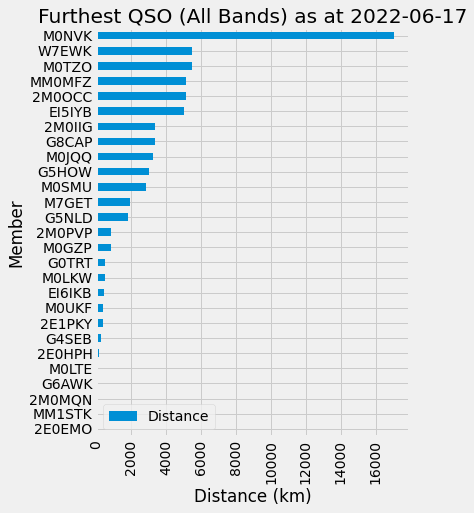 Furthest QSO (All Bands) as at 2022-06-17
M0NVK
W7EWK
M0TZO
MM0MFZ
2M0OCC
EI5IYB
2M0IIG
G8CAP
M0JQQ
G5HOW
M0SMU
M7GET
G5NLD
2M0PVP
M0GZP
G0TRT
M0LKW
EI6IKB
M0UKF
2E1PKY
G4SEB
2E0HPH
M0LTE
G6AWK
2M0MQN
MM1STK
2E0EMO
Member
Distance
0
2000
4000
6000
8000
10000
12000
14000
16000
Distance (km)